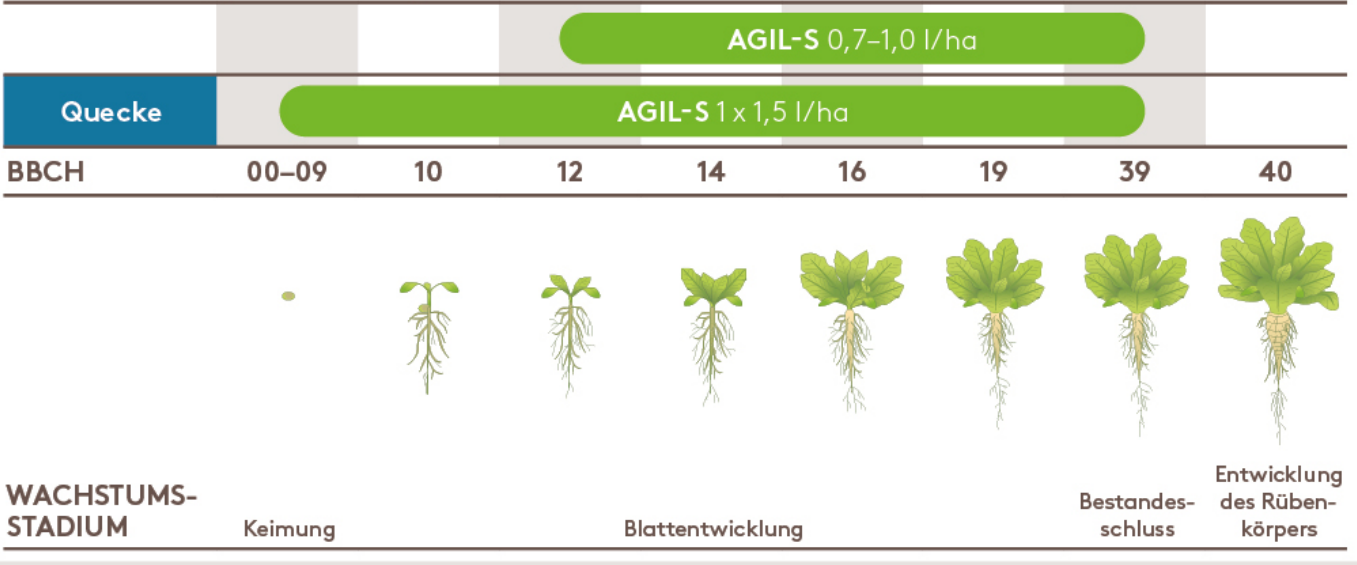 AGIL-S 0,7–1,0 l/ha
Quecke AGIL-S 1 x 1,5 l/ha
BBCH 00–09 10 12 14 16 19 39 40
WACHSTUMS-
STADIUM
Keimung
Blattentwicklung
Bestandes-
schluss
Entwicklung
des Rüben-
körpers